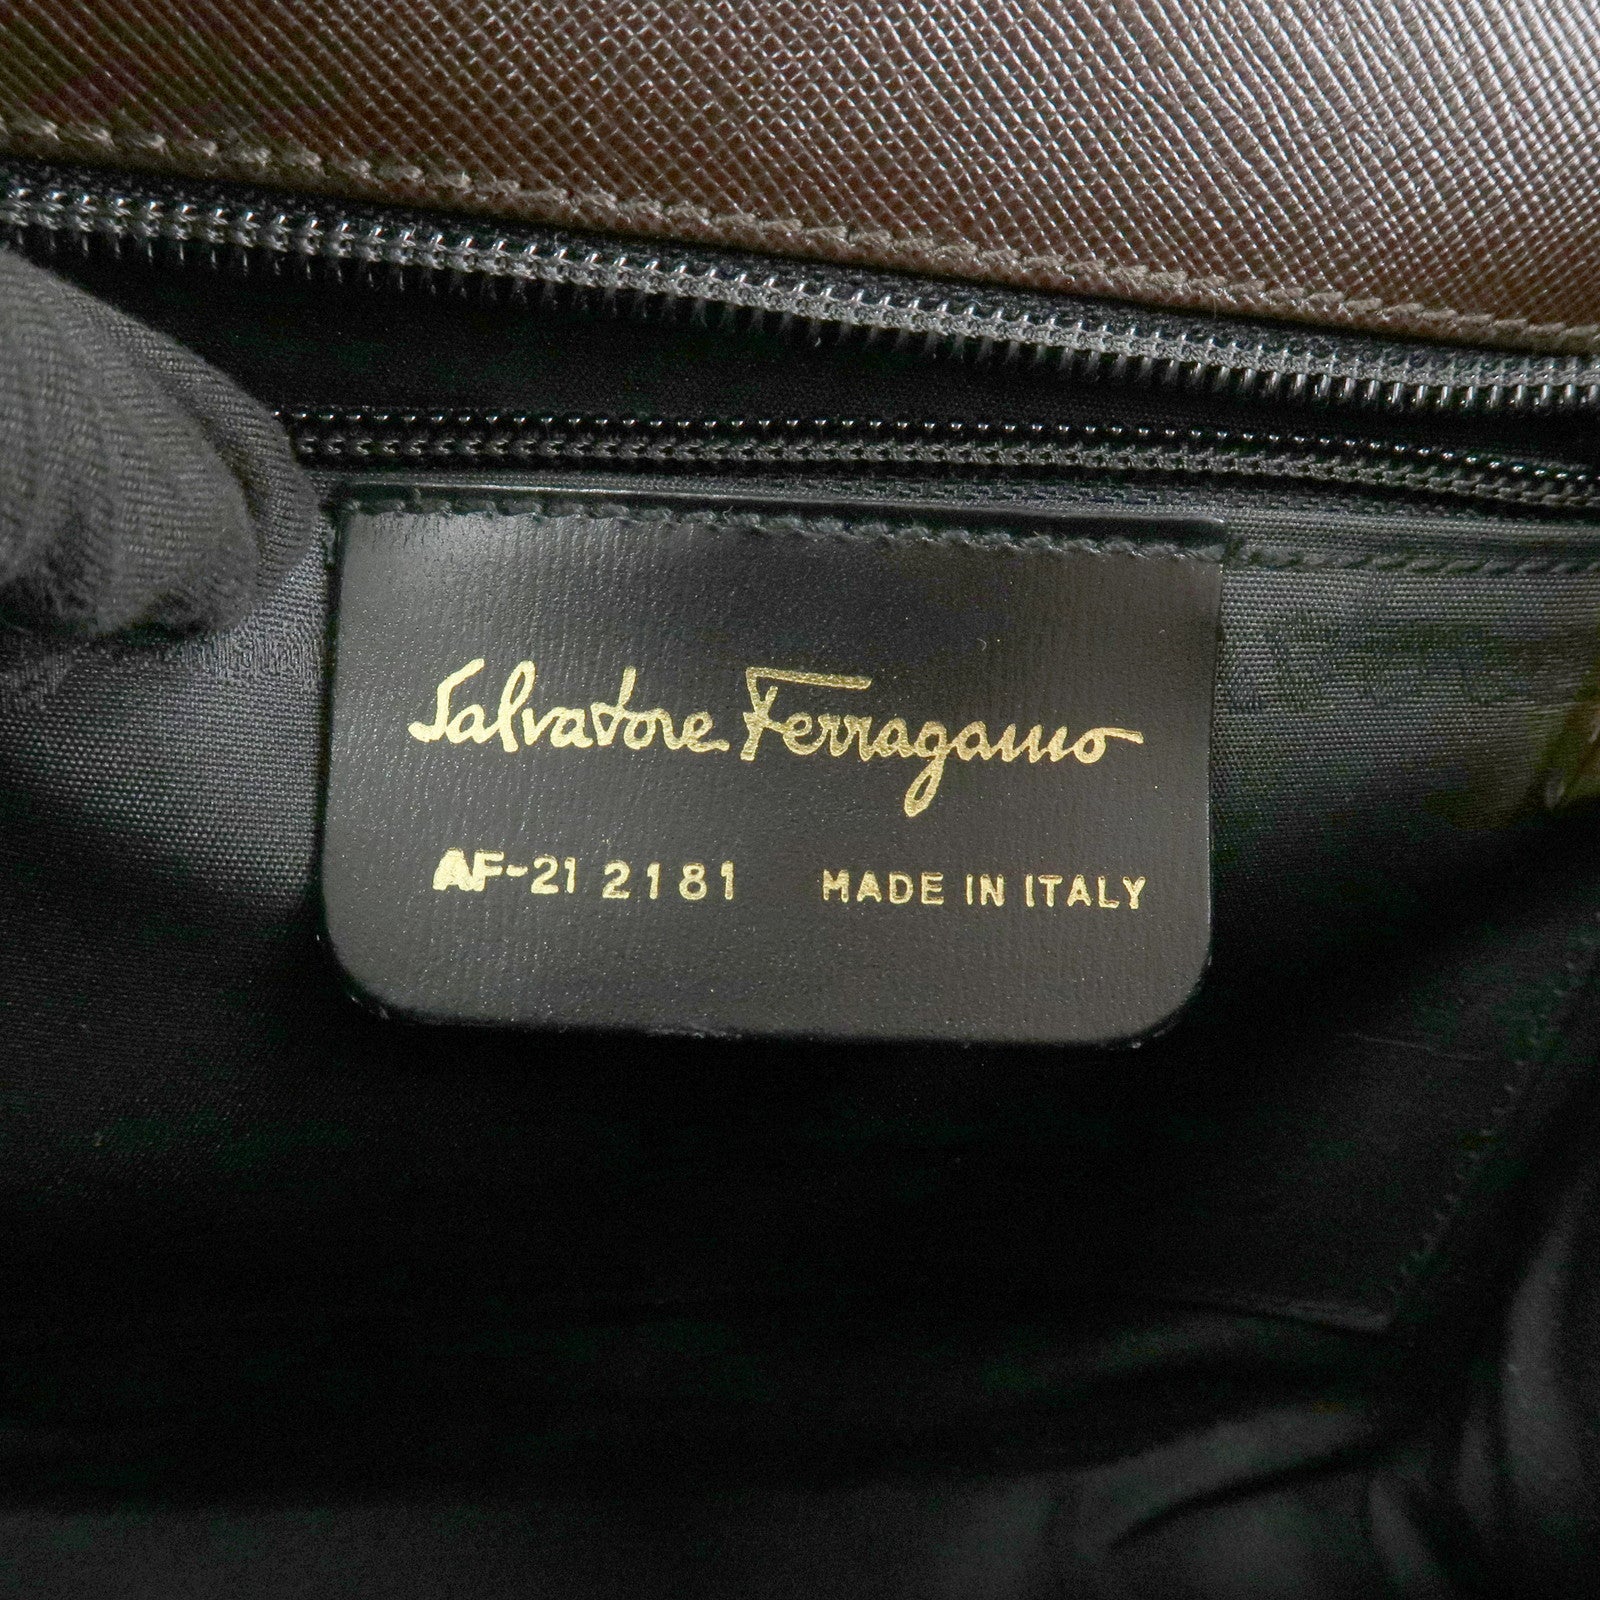 Salvatore Ferragamo
AF-21 2181 MADE IN ITALY